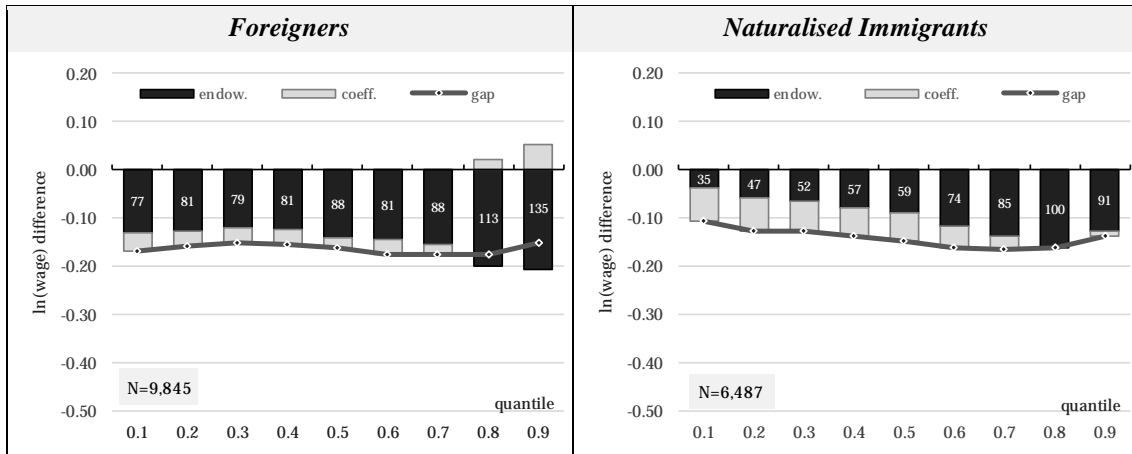 Foreigners
0.20
endow. coeff. gap
0.10
0.00
77 81 79 81 88 81 88 113 135
-0.10
-0.20
-0.30
-0.40
-0.50
ln(wage) difference
N=9,845
quantile
0.1 0.2 0.3 0.4 0.5 0.6 0.7 0.8 0.9
Naturalised Immigrants
0.20
endow. coeff. gap
0.10
0.00
35 47 52 57 59 74 85 100 91
-0.10
-0.20
-0.30
-0.40
-0.50
ln(wage) difference
N=6,487
quantile
0.1 0.2 0.3 0.4 0.5 0.6 0.7 0.8 0.9